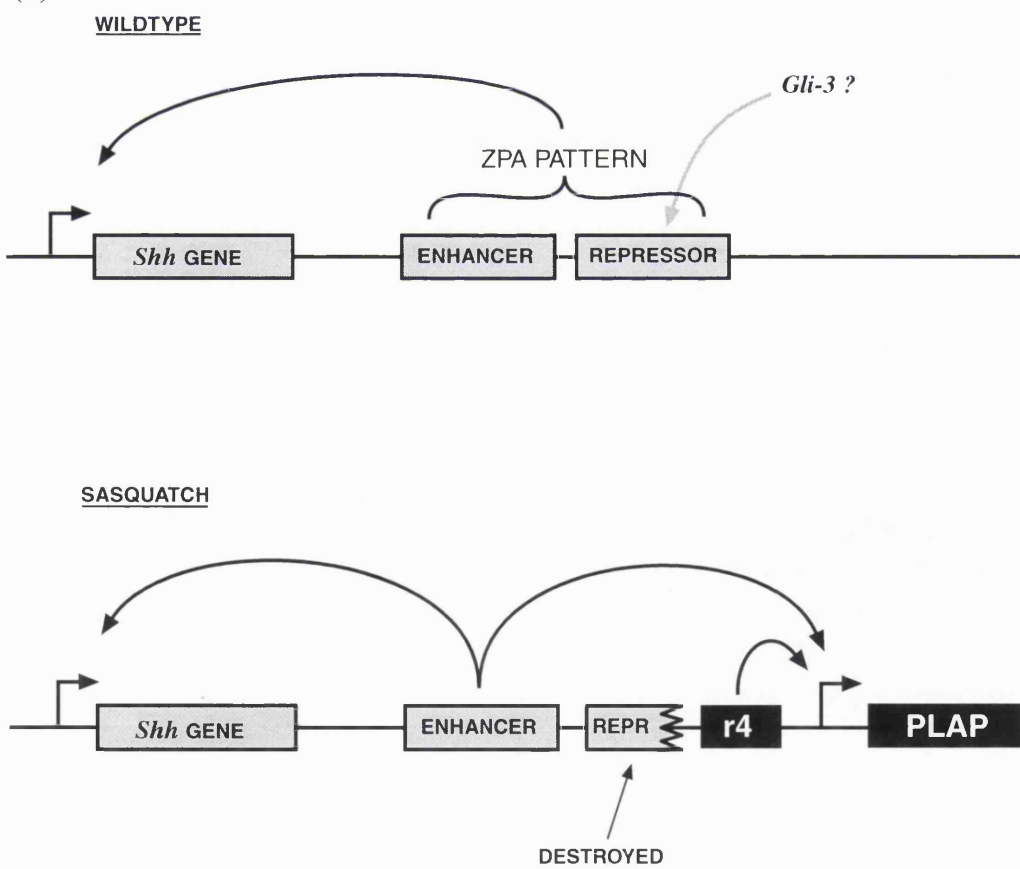 WILDTYPE
Gli-3 ?
ZPA PATTERN
Shh GENE
ENHANCER
REPRESSOR
SASQUATCH
Shh GENE
ENHANCER
REPR
r4
PLAP
DESTROYED